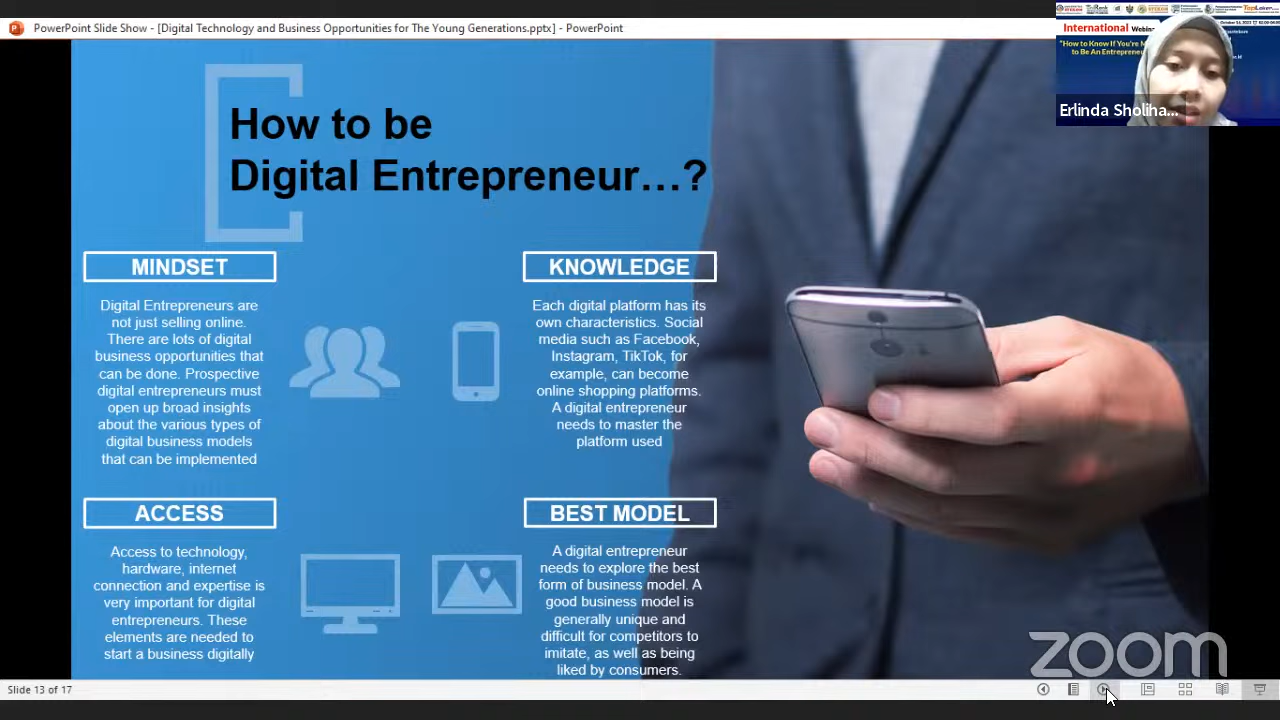 PowerPoint Slide Show - [Digital Technology and Business Opportunities for The Young Generations.pptx] - PowerPoint
International Webinar
"How to Know If You're M
to Be An Entrepreneur
Erlinda Sholiha...
How to be
Digital Entrepreneur...?
MINDSET
Digital Entrepreneurs are
not just selling online.
There are lots of digital
business opportunities that
can be done. Prospective
digital entrepreneurs must
open up broad insights
about the various types of
digital business models
that can be implemented
KNOWLEDGE
Each digital platform has its
own characteristics. Social
media such as Facebook,
Instagram, TikTok, for
example, can become
online shopping platforms.
A digital entrepreneur
needs to master the
platform used
ACCESS
Access to technology,
hardware, internet
connection and expertise is
very important for digital
entrepreneurs. These
elements are needed to
start a business digitally
BEST MODEL
A digital entrepreneur
needs to explore the best
form of business model. A
good business model is
generally unique and
difficult for competitors to
imitate, as well as being
liked by consumers.
zoom
Slide 13 of 17